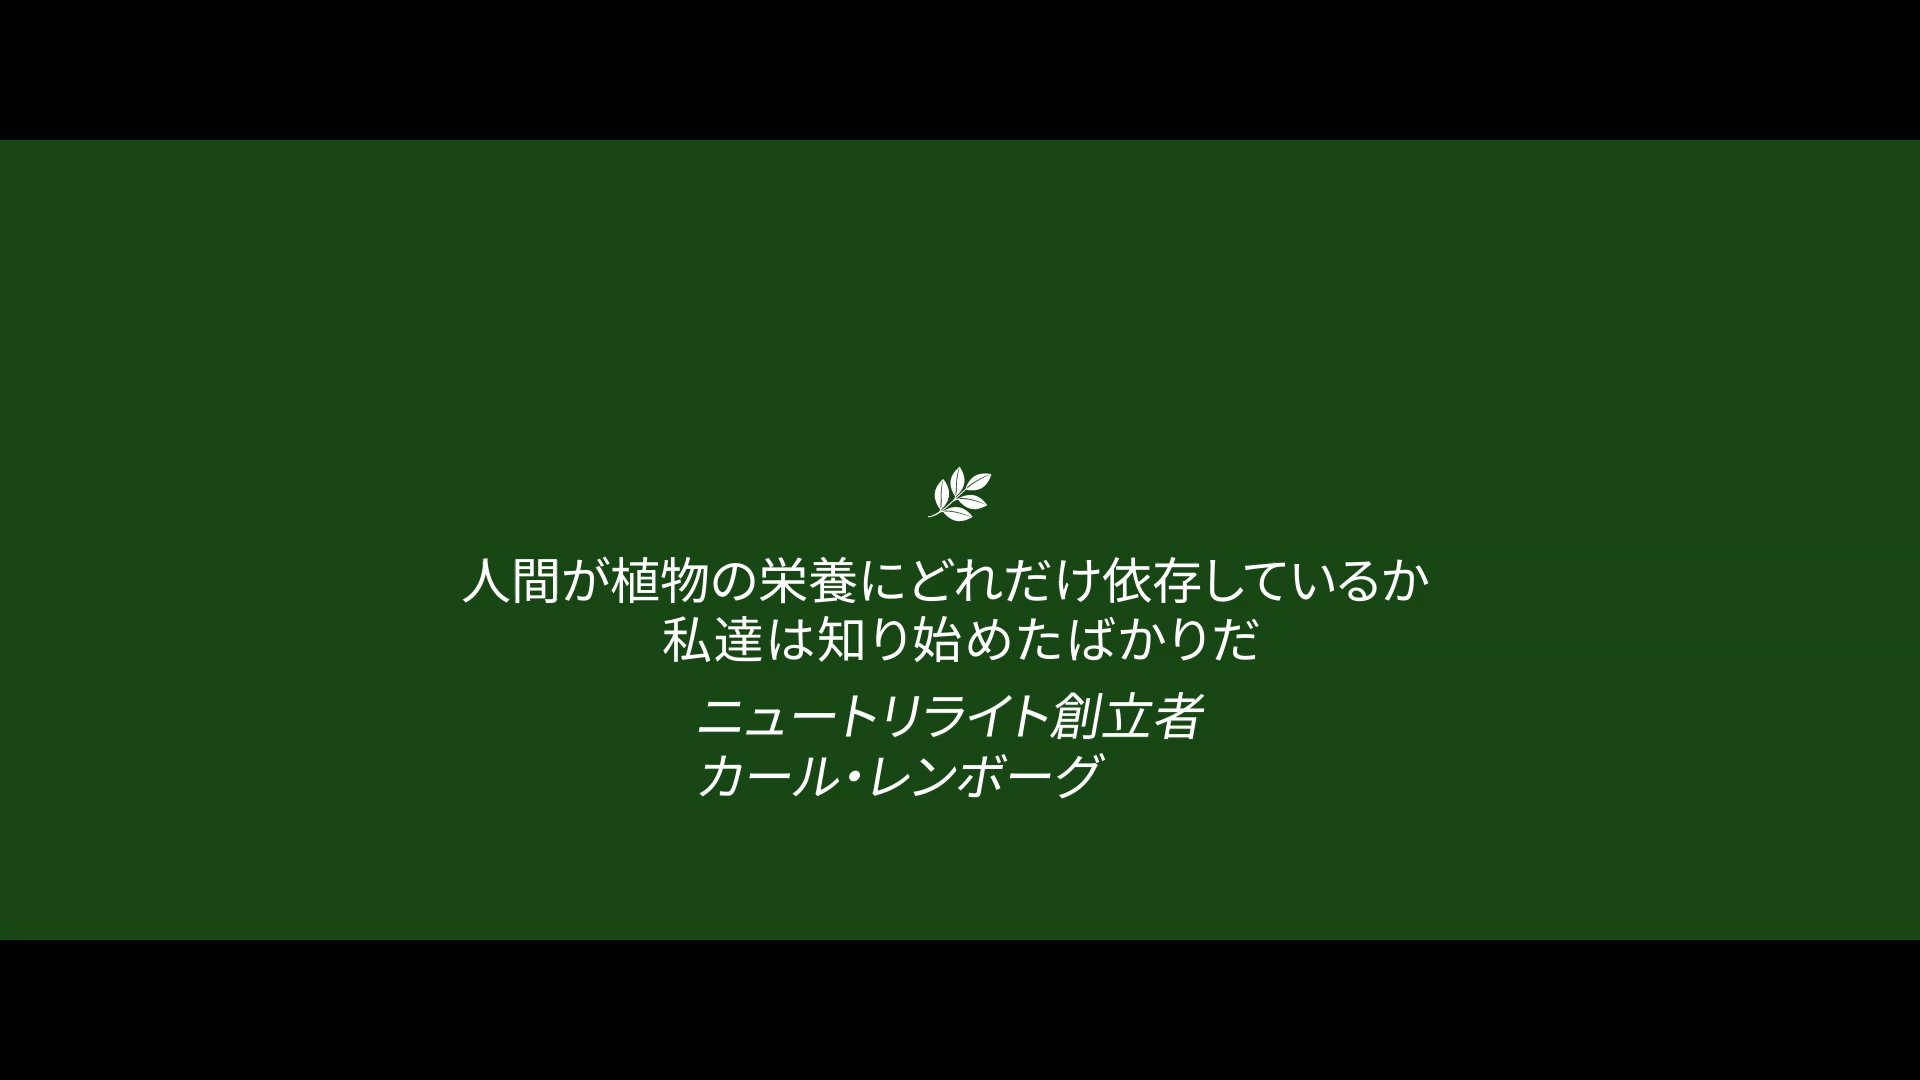 人間が植物の栄養にどれだけ依存しているか
私達は知り始めたばかりだ
ニュートリライト創立者
カール・レンボーグ